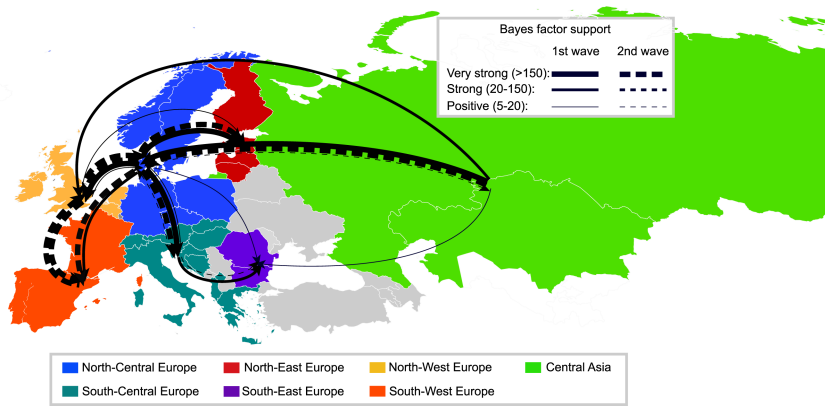 Bayes factor support
1st wave 2nd wave
Very strong (>150):
Strong (20-150):
Positive (5-20):
North-Central Europe North-East Europe North-West Europe Central Asia
South-Central Europe South-East Europe South-West Europe